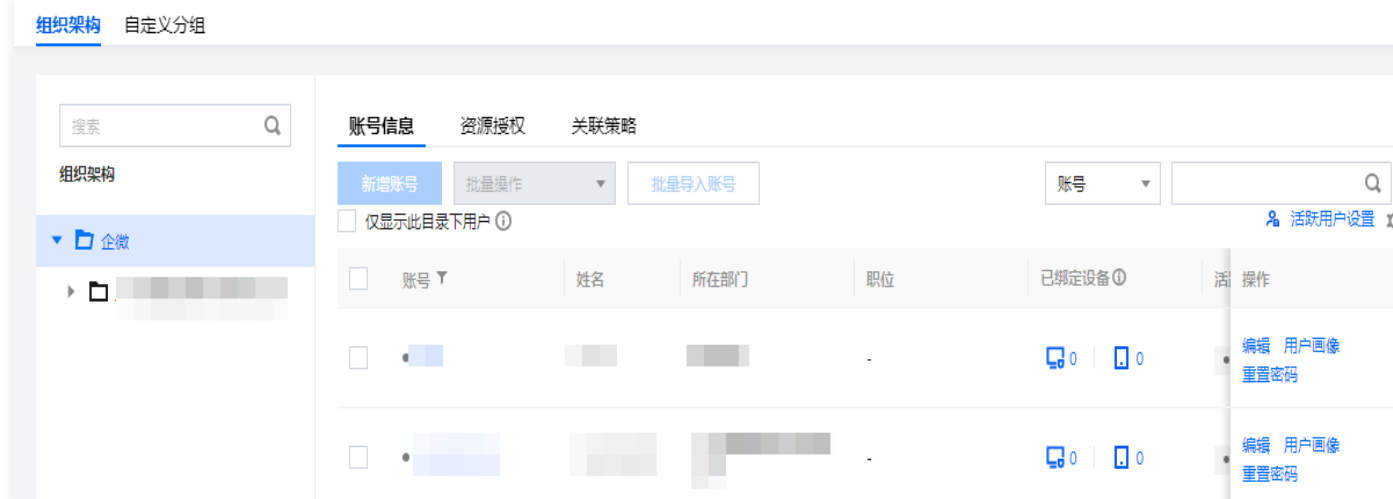 组织架构 自定义分组
搜索
组织架构
企微
账号信息 资源授权 关联策略
新增账号 批量操作 批量导入账号 账号
仅显示此目录下用户 活跃用户设置
账号 姓名 所在部门 职位 已绑定设备 操作
- 0 0 编辑 用户画像
重置密码
- 0 0 编辑 用户画像
重置密码